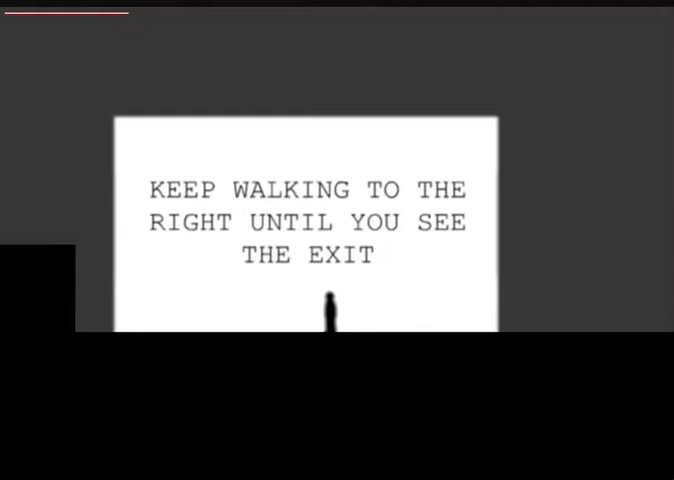 KEEP WALKING TO THE
RIGHT UNTIL YOU SEE
THE EXIT